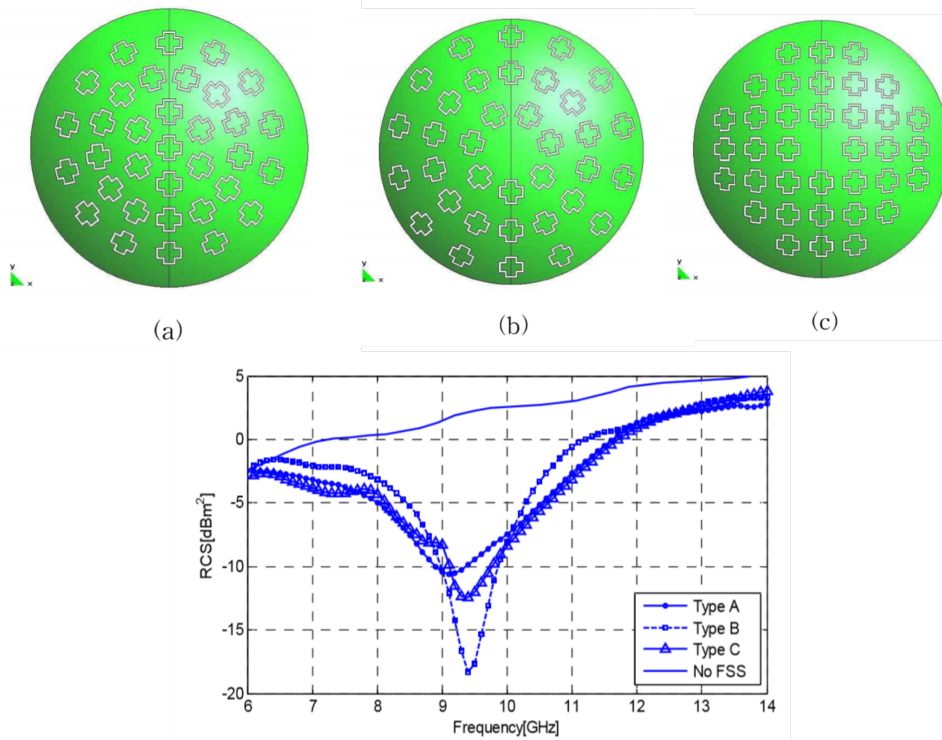 y
x
y
x
y
x
(a)
(b)
(c)
5
0
-5
-10
-15
-20
RCS[dBm²]
6 7 8 9 10 11 12 13 14
Frequency[GHz]
Type A
Type B
Type C
No FSS